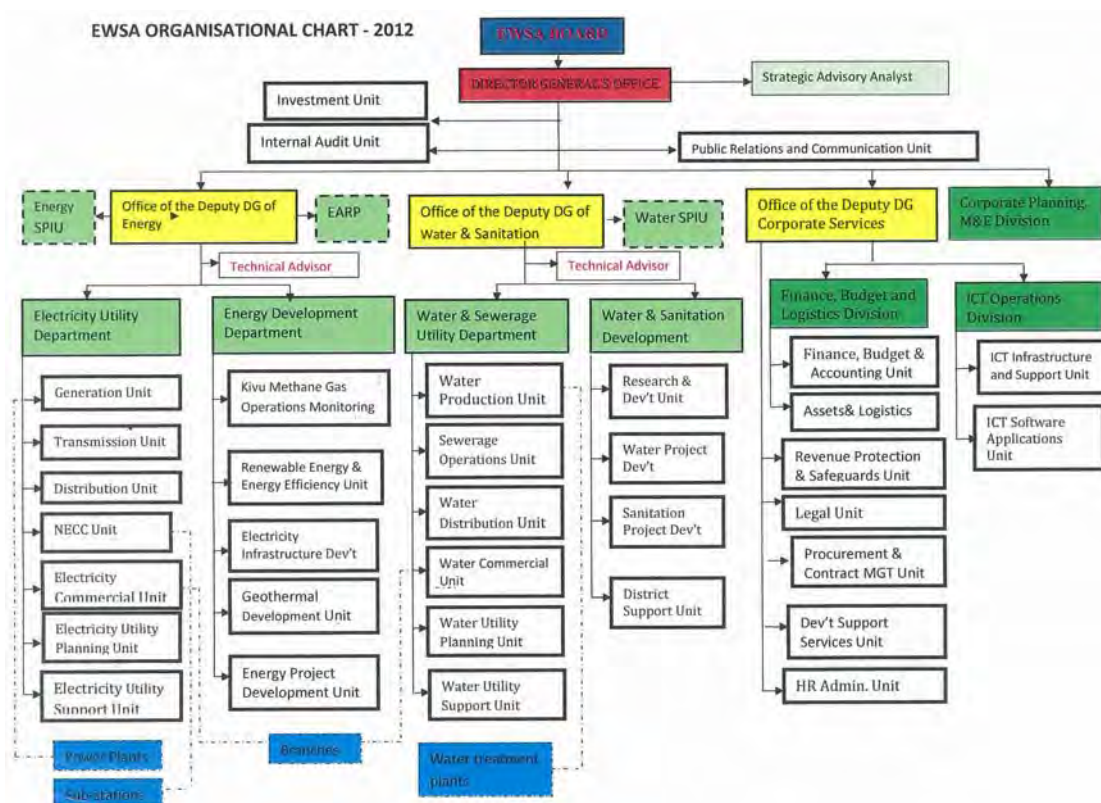 EWSA ORGANISATIONAL CHART - 2012
EWSA BOARD
DIRECTOR GENERAL'S OFFICE
Strategic Advisory Analyst
Investment Unit
Internal Audit Unit
Public Relations and Communication Unit
Energy
SPIU
Office of the Deputy DG of
Energy
EARP
Office of the Deputy DG of
Water & Sanitation
Water SPIU
Office of the Deputy DG
Corporate Services
Corporate Planning,
M&E Division
Technical Advisor
Technical Advisor
Electricity Utility
Department
Energy Development
Department
Water & Sewerage
Utility Department
Water & Sanitation
Development
Finance, Budget and
Logistics Division
ICT Operations
Division
Generation Unit
Transmission Unit
Distribution Unit
NECC Unit
Electricity
Commercial Unit
Electricity Utility
Planning Unit
Electricity Utility
Support Unit
Kivu Methane Gas
Operations Monitoring
Renewable Energy &
Energy Efficiency Unit
Electricity
Infrastructure Dev't
Geothermal
Development Unit
Energy Project
Development Unit
Water
Production Unit
Sewerage
Operations Unit
Water
Distribution Unit
Water Commercial
Unit
Water Utility
Planning Unit
Water Utility
Support Unit
Research &
Dev't Unit
Water Project
Dev't
Sanitation
Project Dev't
District
Support Unit
Finance, Budget &
Accounting Unit
Assets& Logistics
Revenue Protection
& Safeguards Unit
Legal Unit
Procurement &
Contract MGT Unit
Dev't Support
Services Unit
HR Admin. Unit
ICT Infrastructure
and Support Unit
ICT Software
Applications
Unit
Power Plants
Sub-stations
Branches
Water treatment
plants